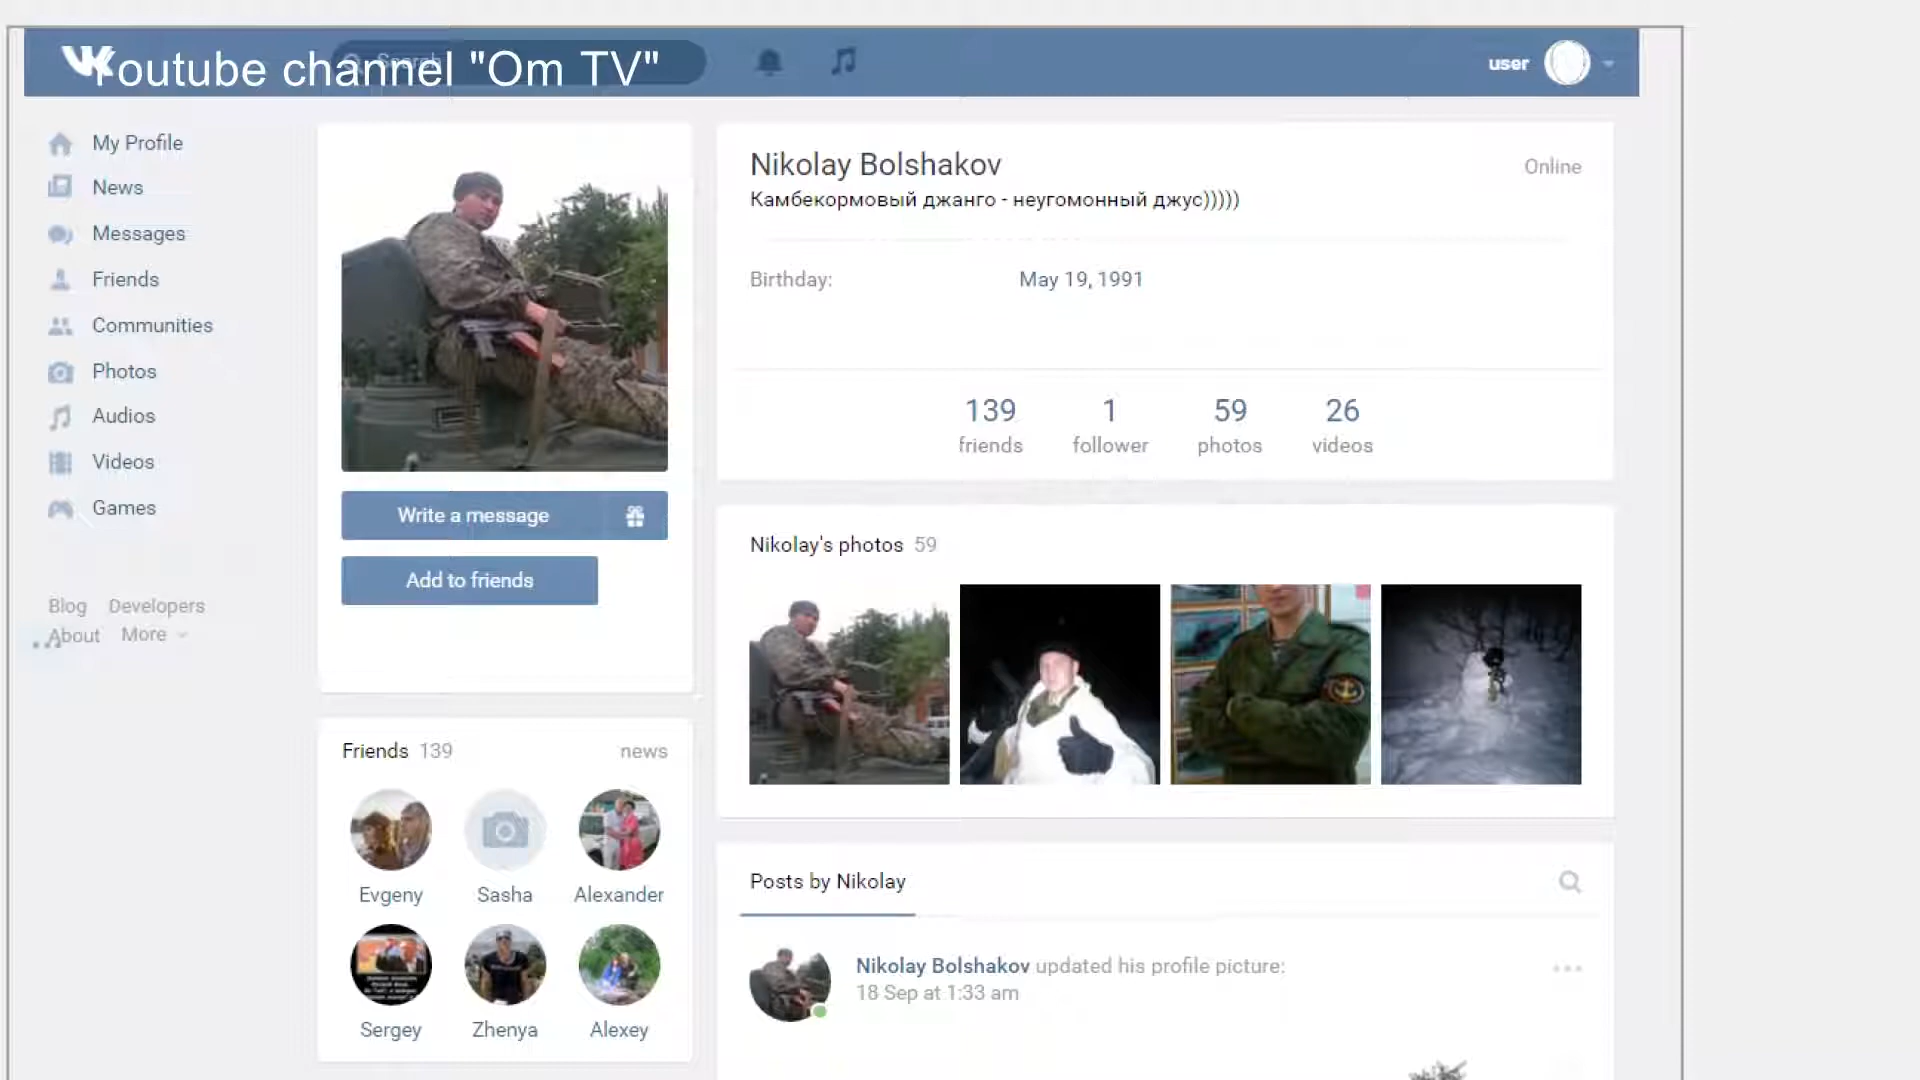 Youtube channel "Om TV"
user
My Profile
News
Messages
Friends
Communities
Photos
Audios
Videos
Games
Blog Developers
About More
Write a message
Add to friends
Friends 139 news
Evgeny Sasha Alexander
Sergey Zhenya Alexey
Nikolay Bolshakov Online
Камбекормовый джанго - неугомонный джус)))))
Birthday: May 19, 1991
139 1 59 26
friends follower photos videos
Nikolay's photos 59
Posts by Nikolay
Nikolay Bolshakov updated his profile picture:
18 Sep at 1:33 am